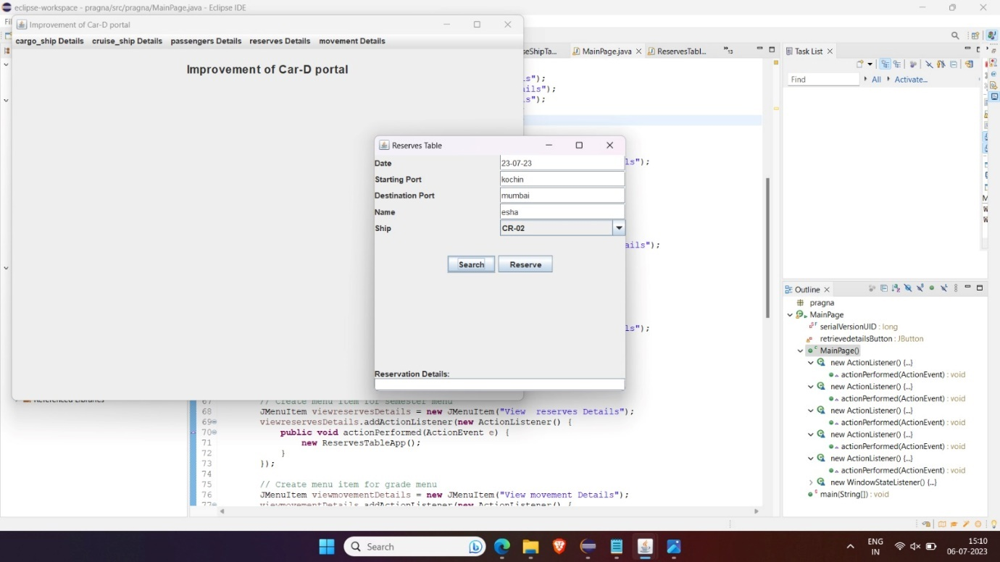 eclipse-workspace - pragna/src/pragna/MainPage.java - Eclipse IDE
Improvement of Car-D portal
cargo_ship Details cruise_ship Details passengers Details reserves Details movement Details
Improvement of Car-D portal
seShipTa... MainPage.java ReservesTabl... »13
s");
ils");
s");
ls");
ails");
ls");
Reserves Table
Date 23-07-23
Starting Port kochin
Destination Port mumbai
Name esha
Ship CR-02
Search Reserve
Reservation Details:
67 // Create menu item for semester menu
68 JMenuItem viewreservesDetails = new JMenuItem("View  reserves Details");
69 viewreservesDetails.addActionListener(new ActionListener() {
70 public void actionPerformed(ActionEvent e) {
71 new ReservesTableApp();
72 }
73 });
74
75 // Create menu item for grade menu
76 JMenuItem viewmovementDetails = new JMenuItem("View movement Details");
77 viewmovementDetails.addActionListener(new ActionListener() {
Referenced Libraries
Task List
Find All Activate...
Outline
pragna
MainPage
serialVersionUID : long
retrievedetailsButton : JButton
MainPage()
new ActionListener() {...}
actionPerformed(ActionEvent) : void
new ActionListener() {...}
actionPerformed(ActionEvent) : void
new ActionListener() {...}
actionPerformed(ActionEvent) : void
new ActionListener() {...}
actionPerformed(ActionEvent) : void
new ActionListener() {...}
actionPerformed(ActionEvent) : void
new WindowStateListener() {...}
main(String[]) : void
Search
ENG
IN
15:10
06-07-2023